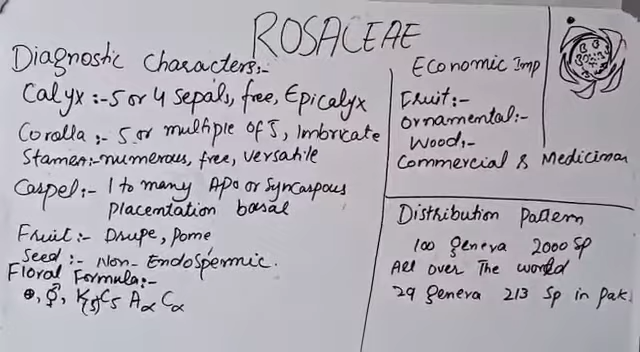 ROSACEAE
Diagnostic Characters:-
Calyx:- 5 or 4 sepals, free, Epicalyx
Corolla:- 5 or multiple of 5, Imbricate
Stamen:- numerous, free, versatile
Carpel:- 1 to many Apo or Syncarpous
Placentation basal
Fruit:- Drupe, Pome
Seed:- Non-Endospermic.
Floral Formula:-
⊕, ⚥, K(5) C5 Aα Cα
Economic Imp
Fruit:-
Ornamental:-
Wood:-
Commercial & Medicinan
Distribution Pattern
100 genera 2000 Sp
All over The world
29 genera 213 Sp in Pak.